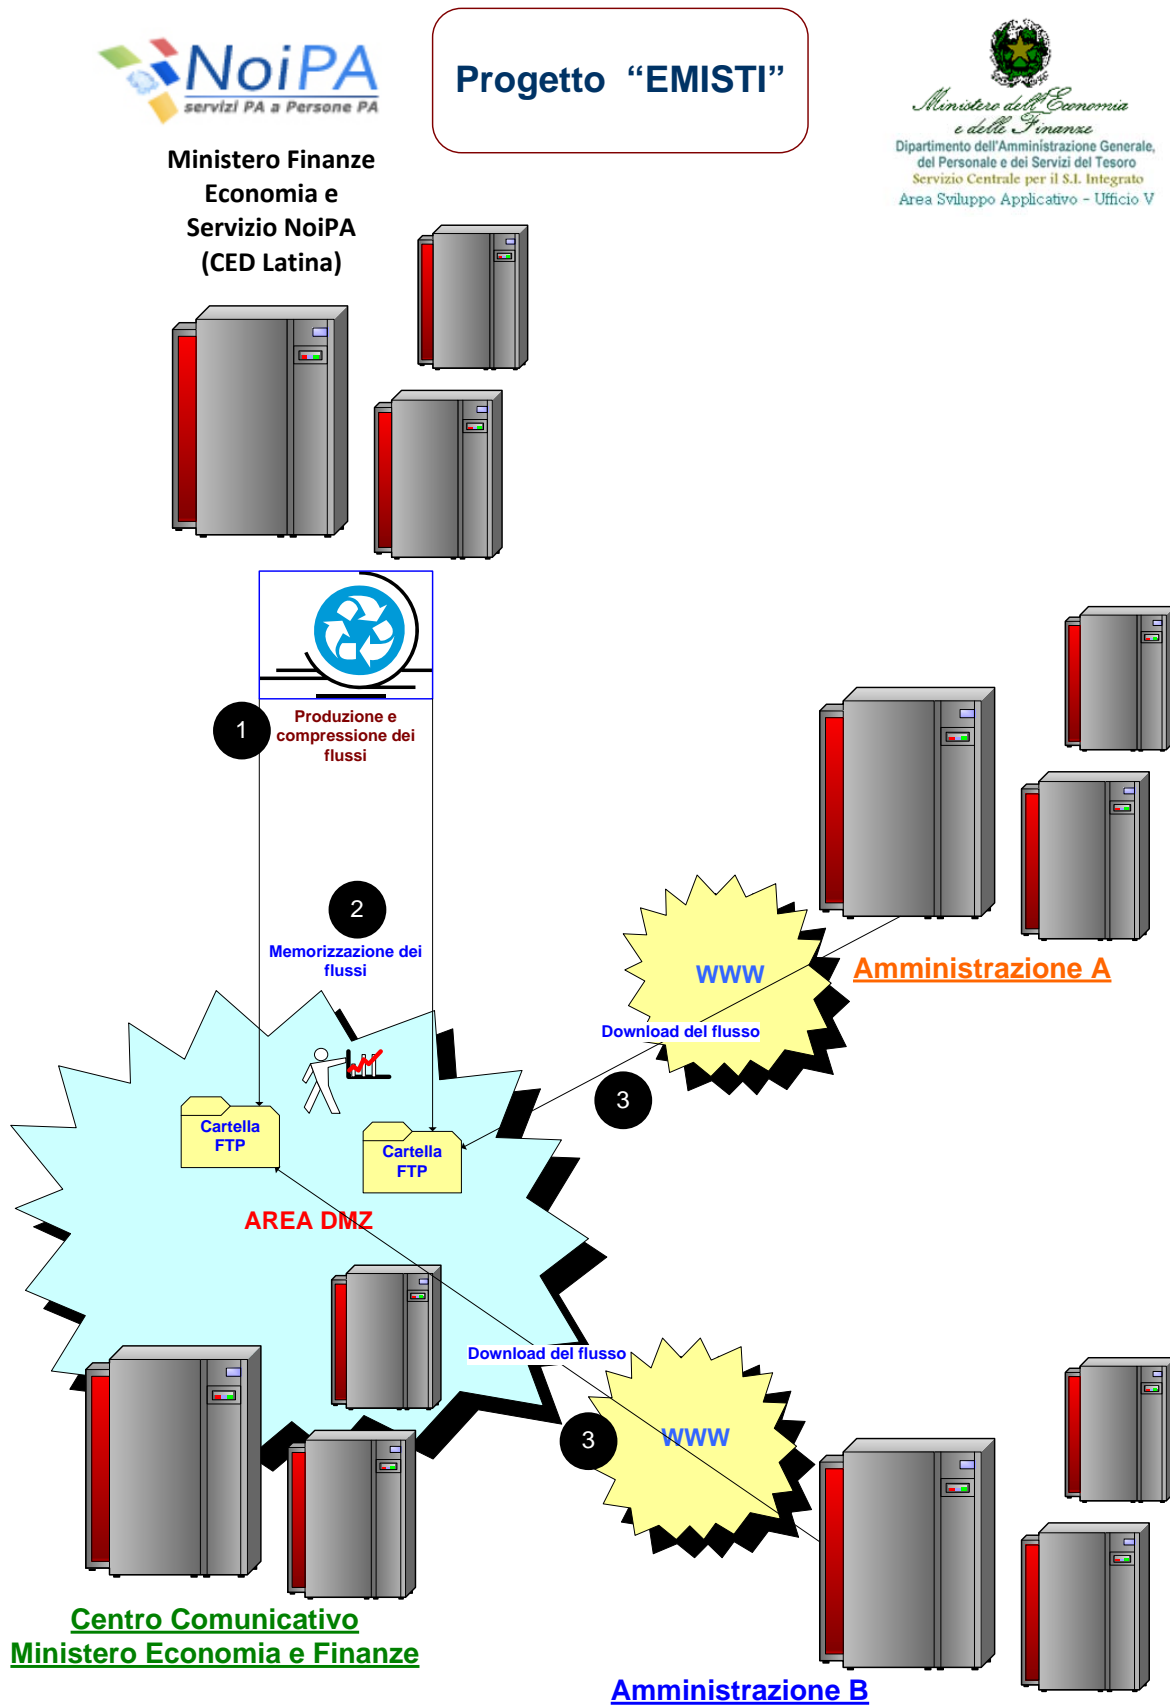 NoiPA
servizi PA a Persone PA
Progetto “EMISTI”
Ministero dell'Economia
e delle Finanze
Dipartimento dell'Amministrazione Generale,
del Personale e dei Servizi del Tesoro
Servizio Centrale per il S.I. Integrato
Area Sviluppo Applicativo - Ufficio V
Ministero Finanze
Economia e
Servizio NoiPA
(CED Latina)
1
Produzione e
compressione dei
flussi
2
Memorizzazione dei
flussi
WWW
Amministrazione A
Download del flusso
3
Cartella
FTP
Cartella
FTP
AREA DMZ
Download del flusso
3
WWW
Centro Comunicativo
Ministero Economia e Finanze
Amministrazione B